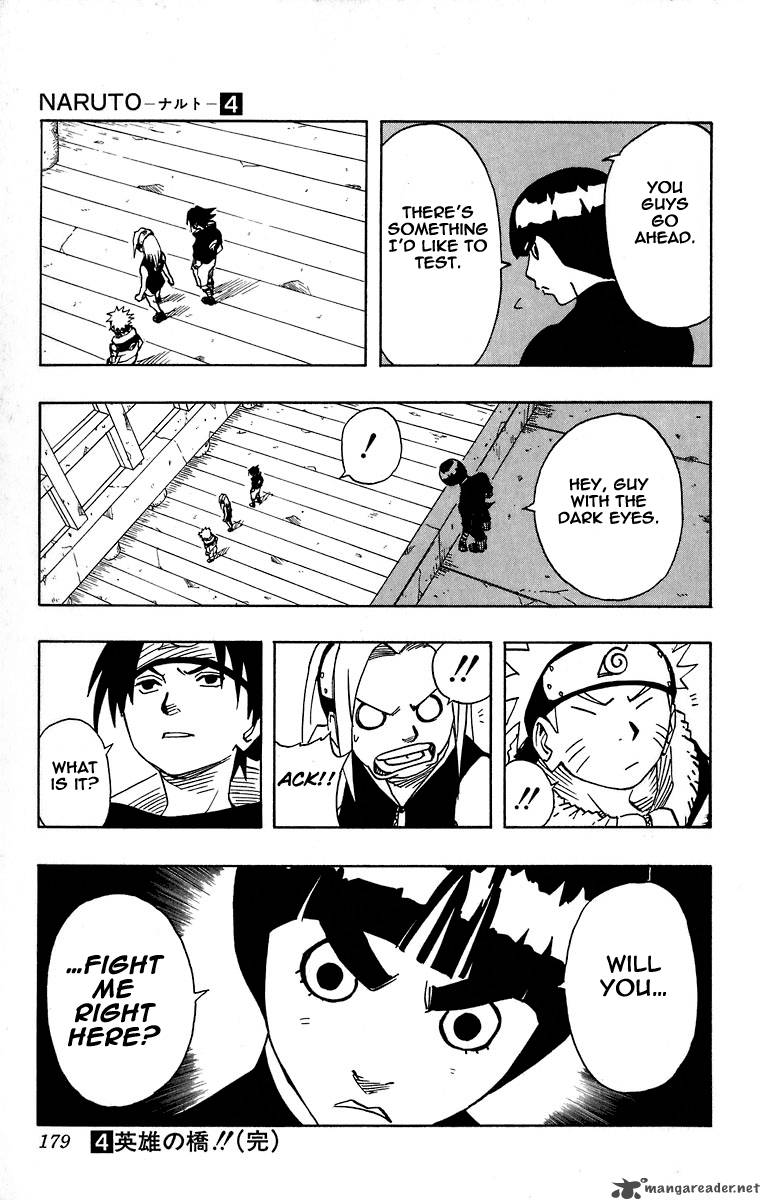 NARUTO—ナルト—4
YOU
GUYS
GO
AHEAD.
THERE'S
SOMETHING
I'D LIKE TO
TEST.
HEY, GUY
WITH THE
DARK EYES.
!
!!
!!
ACK!!
WHAT
IS IT?
WILL
YOU...
...FIGHT
ME
RIGHT
HERE?
179
4英雄の橋!!(完)
mangareader.net